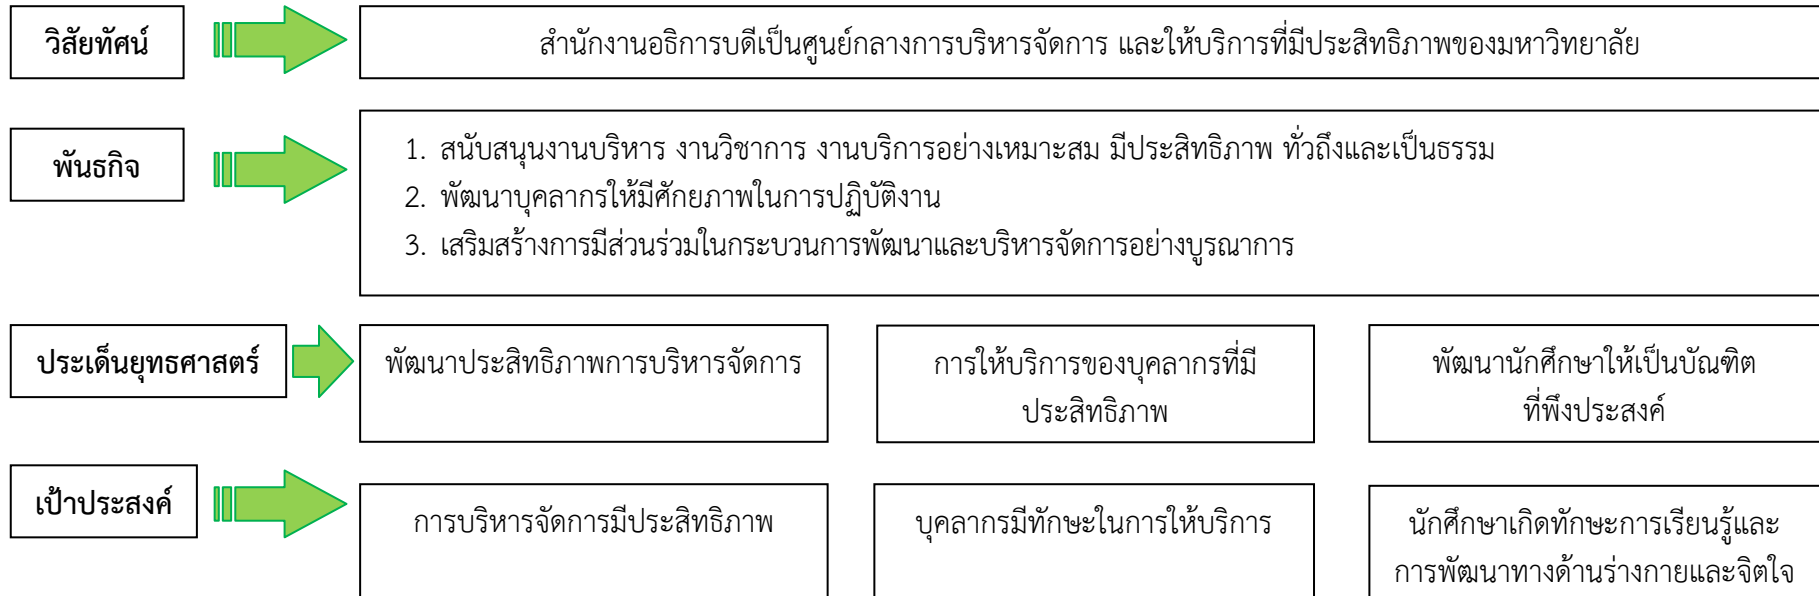 วิสัยทัศน์
สำนักงานอธิการบดีเป็นศูนย์กลางการบริหารจัดการ และให้บริการที่มีประสิทธิภาพของมหาวิทยาลัย
พันธกิจ
1. สนับสนุนงานบริหาร งานวิชาการ งานบริการอย่างเหมาะสม มีประสิทธิภาพ ทั่วถึงและเป็นธรรม
2. พัฒนาบุคลากรให้มีศักยภาพในการปฏิบัติงาน
3. เสริมสร้างการมีส่วนร่วมในกระบวนการพัฒนาและบริหารจัดการอย่างบูรณาการ
ประเด็นยุทธศาสตร์
พัฒนาประสิทธิภาพการบริหารจัดการ
การให้บริการของบุคลากรที่มี
ประสิทธิภาพ
พัฒนานักศึกษาให้เป็นบัณฑิต
ที่พึงประสงค์
เป้าประสงค์
การบริหารจัดการมีประสิทธิภาพ
บุคลากรมีทักษะในการให้บริการ
นักศึกษาเกิดทักษะการเรียนรู้และ
การพัฒนาทางด้านร่างกายและจิตใจ